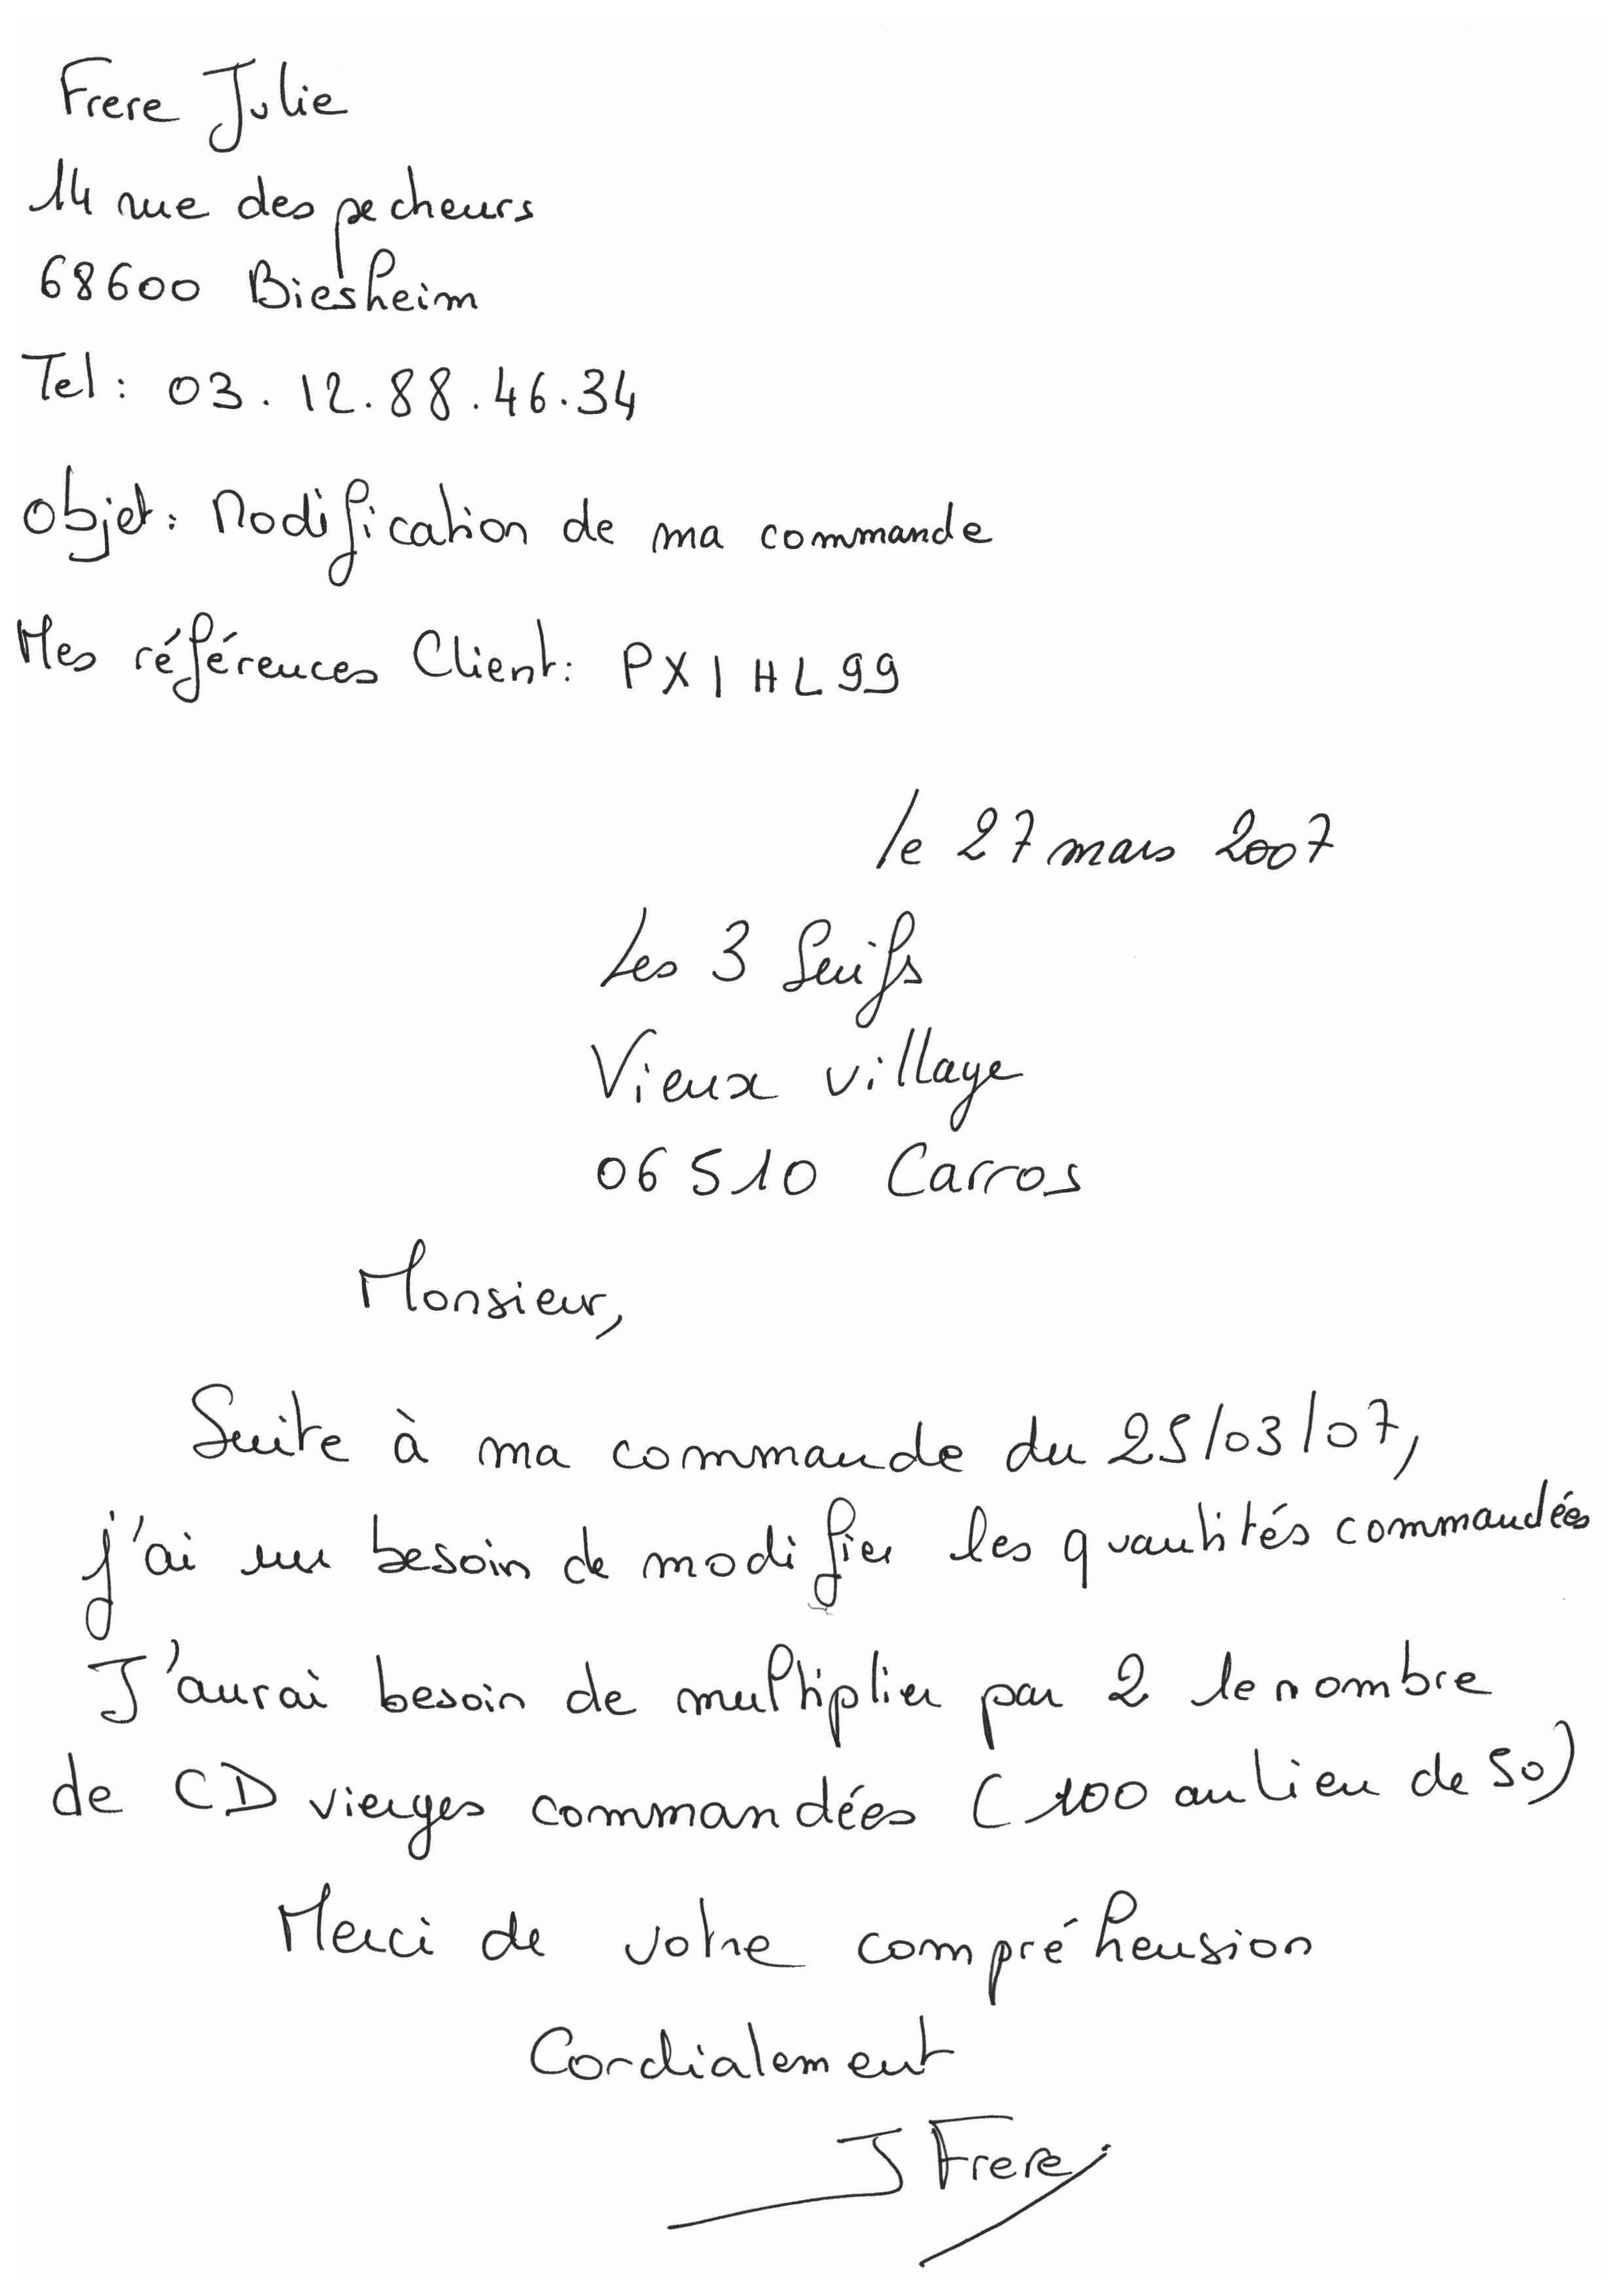 Frere Julie
14 rue des pecheurs
68600 Biesheim
Tel : 03.12.88.46.34
Objet : Modification de ma commande
Mes références Client : PX1HL99
le 27 mars 2007
Les 3 Suifs
Vieux village
06510 Carros
Monsieur,
Suite à ma commande du 25/03/07,
j'ai un besoin de modifier les quantités commandées
J'aurai besoin de multiplier par 2 le nombre
de CD vierges commandées (100 au lieu de 50)
Merci de votre compréhension
Cordialement
J Frere